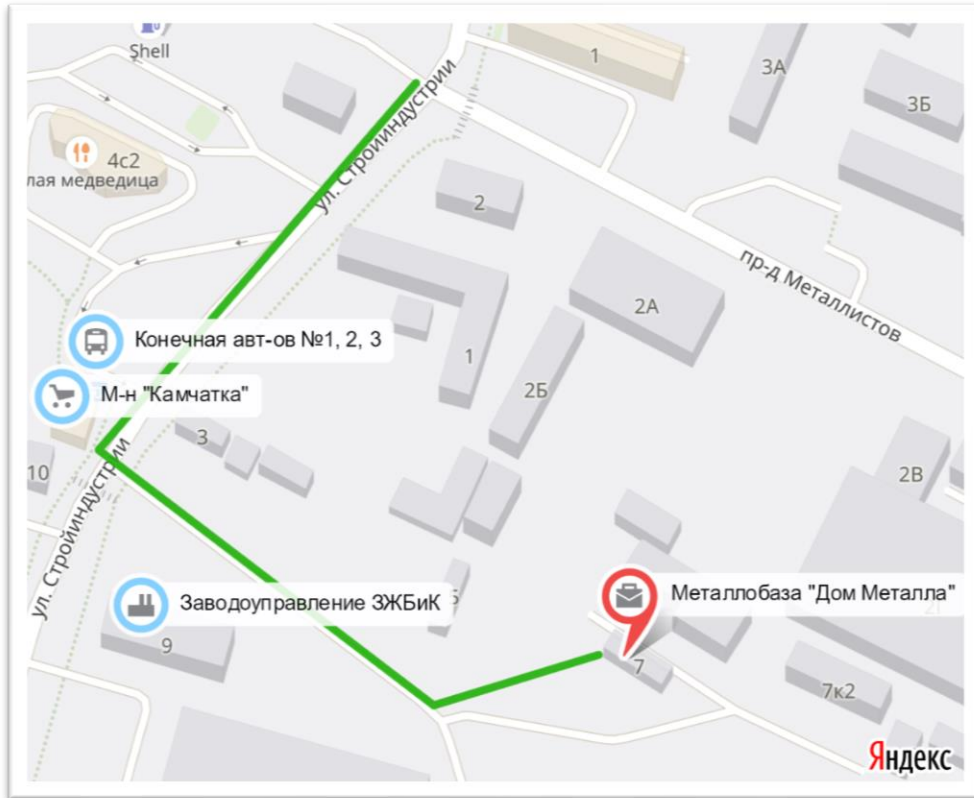 Shell
1
3А
3Б
ул. Стройиндустрии
4с2
лая медведица
2
пр-д Металлистов
2А
Конечная авт-ов №1, 2, 3
1
2Б
М-н "Камчатка"
3
10
2В
ул. Стройиндустрии
Металлобаза "Дом Металла"
Заводоуправление ЗЖБиК
9
7
7к2
Яндекс